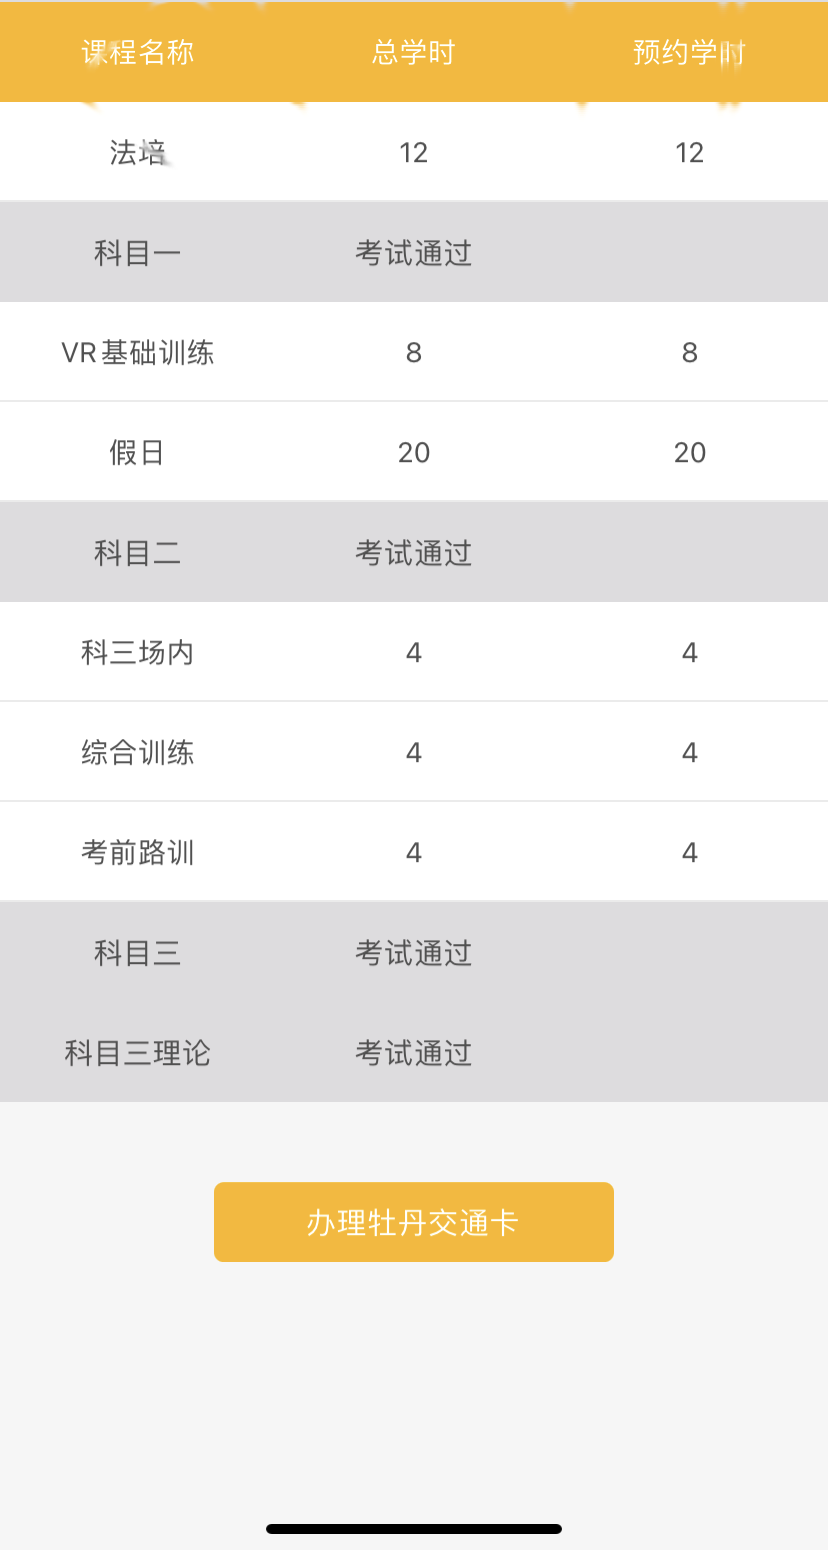 课程名称 总学时 预约学时
法培 12 12
科目一 考试通过
VR基础训练 8 8
假日 20 20
科目二 考试通过
科三场内 4 4
综合训练 4 4
考前路训 4 4
科目三 考试通过
科目三理论 考试通过
办理牡丹交通卡